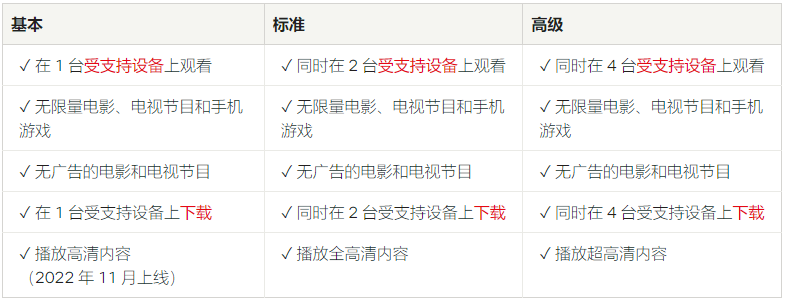 基本 标准 高级
✓ 在 1 台受支持设备上观看 ✓ 同时在 2 台受支持设备上观看 ✓ 同时在 4 台受支持设备上观看
✓ 无限量电影、电视节目和手机 ✓ 无限量电影、电视节目和手机 ✓ 无限量电影、电视节目和手机
游戏 游戏 游戏
✓ 无广告的电影和电视节目 ✓ 无广告的电影和电视节目 ✓ 无广告的电影和电视节目
✓ 在 1 台受支持设备上下载 ✓ 同时在 2 台受支持设备上下载 ✓ 同时在 4 台受支持设备上下载
✓ 播放高清内容 ✓ 播放全高清内容 ✓ 播放超高清内容
（2022 年 11 月上线）